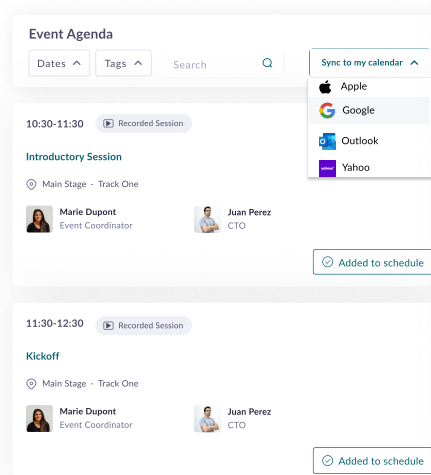 Event Agenda
Dates
Tags
Search
Sync to my calendar
Apple
Google
Outlook
yahoo!
Yahoo
10:30-11:30
Recorded Session
Introductory Session
Main Stage - Track One
Marie Dupont
Event Coordinator
Juan Perez
CTO
Added to schedule
11:30-12:30
Recorded Session
Kickoff
Main Stage - Track One
Marie Dupont
Event Coordinator
Juan Perez
CTO
Added to schedule